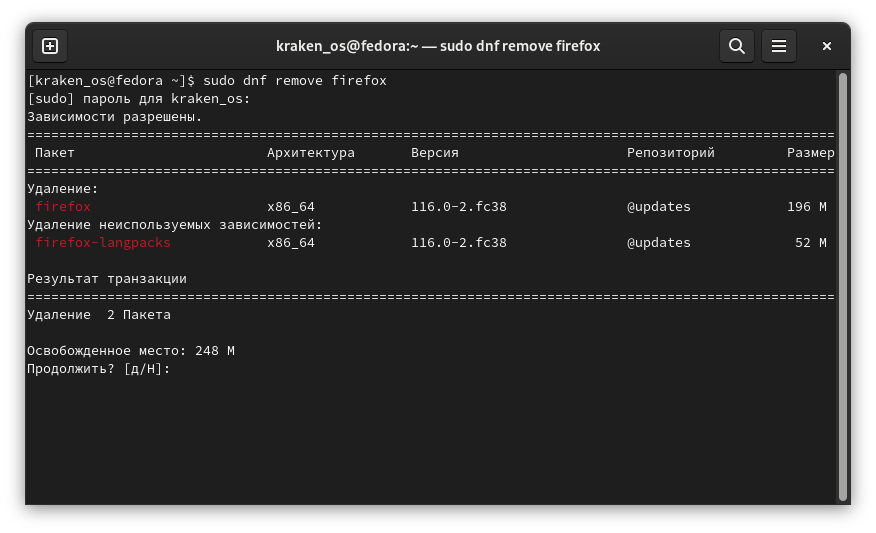 kraken_os@fedora:~ — sudo dnf remove firefox
[kraken_os@fedora ~]$ sudo dnf remove firefox
[sudo] пароль для kraken_os:
Зависимости разрешены.
================================================================================
Пакет Архитектура Версия Репозиторий Размер
================================================================================
Удаление:
firefox x86_64 116.0-2.fc38 @updates 196 M
Удаление неиспользуемых зависимостей:
firefox-langpacks x86_64 116.0-2.fc38 @updates 52 M
Результат транзакции
================================================================================
Удаление 2 Пакета
Освобожденное место: 248 M
Продолжить? [д/Н]: